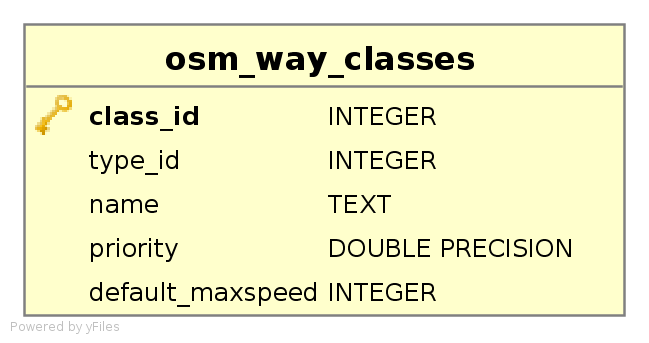 osm_way_classes
class_id INTEGER
type_id INTEGER
name TEXT
priority DOUBLE PRECISION
default_maxspeed INTEGER
Powered by yFiles